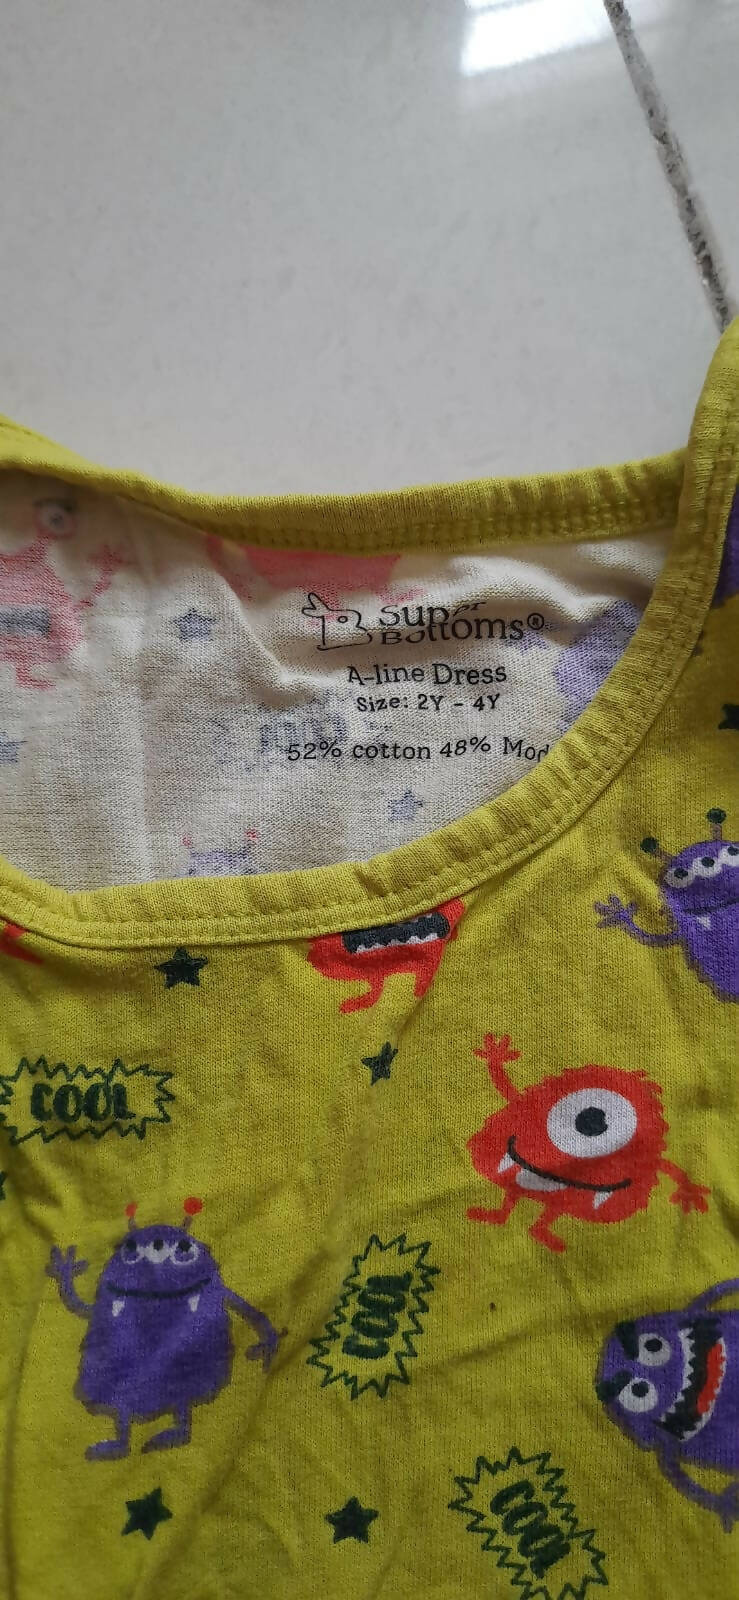 Super
Bottoms®
A-line Dress
Size: 2Y - 4Y
52% cotton 48%
COOL
COOL
COOL